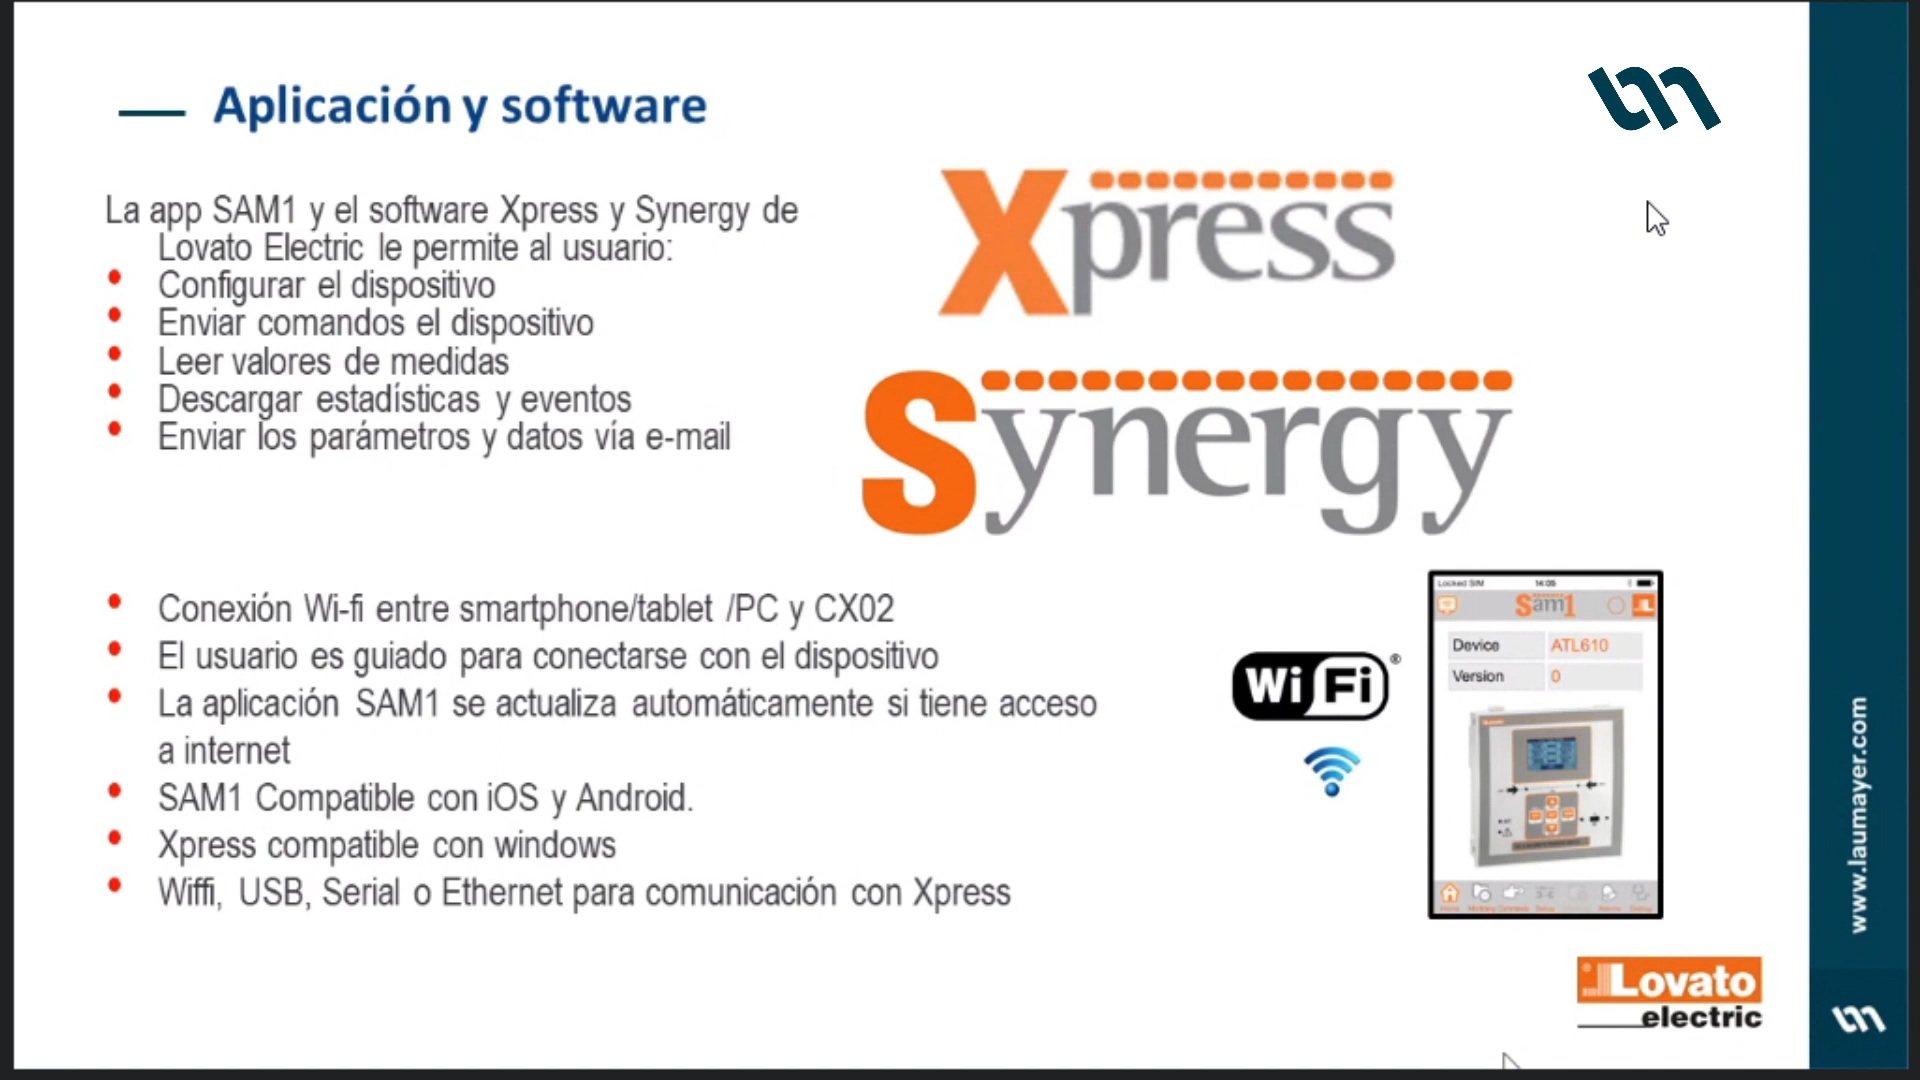 Aplicación y software
La app SAM1 y el software Xpress y Synergy de
Lovato Electric le permite al usuario:
Configurar el dispositivo
Enviar comandos el dispositivo
Leer valores de medidas
Descargar estadísticas y eventos
Enviar los parámetros y datos vía e-mail
Xpress
Synergy
Conexión Wi-fi entre smartphone/tablet /PC y CX02
El usuario es guiado para conectarse con el dispositivo
La aplicación SAM1 se actualiza automáticamente si tiene acceso
a internet
SAM1 Compatible con iOS y Android.
Xpress compatible con windows
Wiffi, USB, Serial o Ethernet para comunicación con Xpress
Wi Fi ®
Locked SIM 14:05
Sam1
Device ATL610
Version 0
Lovato
electric
www.laumayer.com